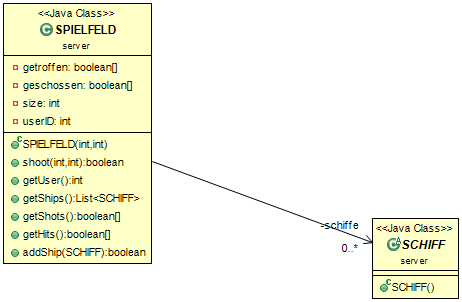 <<Java Class>>
SPIELFELD
server
getroffen: boolean[]
geschossen: boolean[]
size: int
userID: int
SPIELFELD(int,int)
shoot(int,int):boolean
getUser():int
getShips():List<SCHIFF>
getShots():boolean[]
getHits():boolean[]
addShip(SCHIFF):boolean
-schiffe
0..*
<<Java Class>>
SCHIFF
server
SCHIFF()